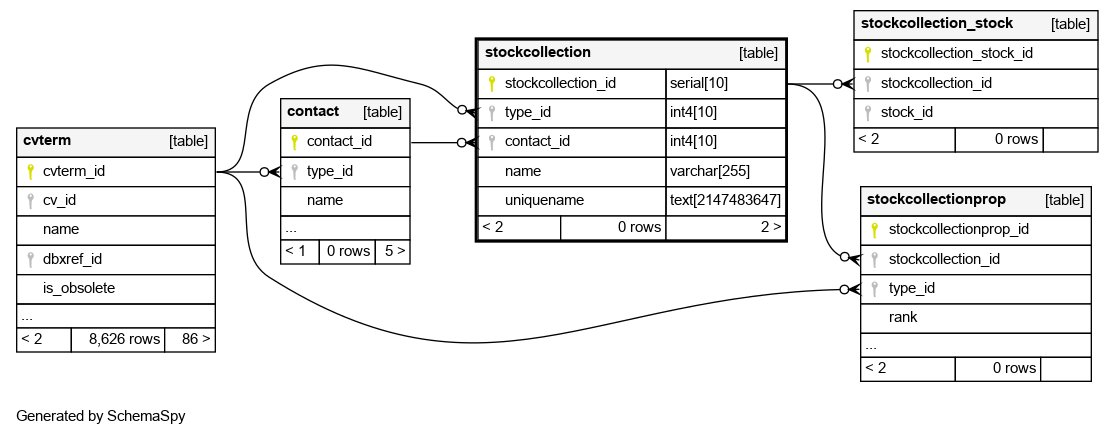 cvterm [table]
cvterm_id
cv_id
name
dbxref_id
is_obsolete
...
< 2 8,626 rows 86 >
contact [table]
contact_id
type_id
name
...
< 1 0 rows 5 >
stockcollection [table]
stockcollection_id serial[10]
type_id int4[10]
contact_id int4[10]
name varchar[255]
uniquename text[2147483647]
< 2 0 rows 2 >
stockcollection_stock [table]
stockcollection_stock_id
stockcollection_id
stock_id
< 2 0 rows
stockcollectionprop [table]
stockcollectionprop_id
stockcollection_id
type_id
rank
...
< 2 0 rows
Generated by SchemaSpy